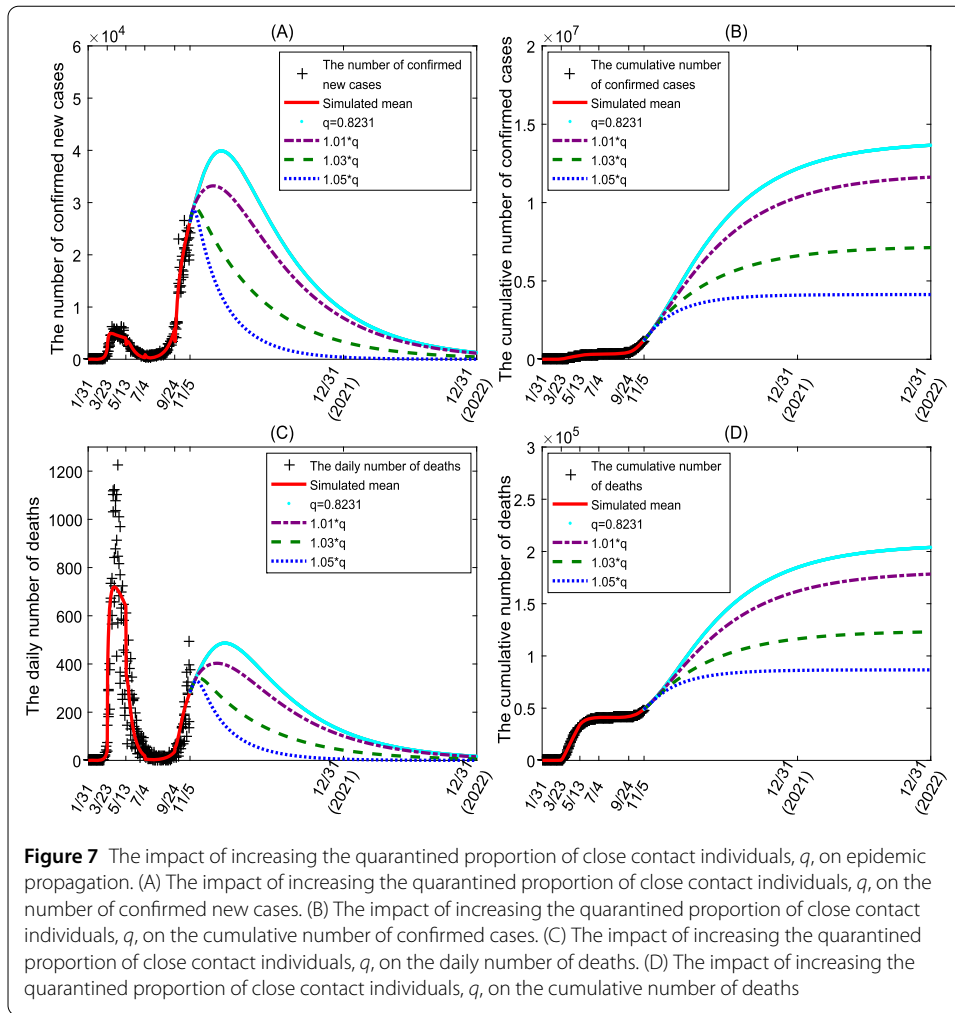 (A)
6 ×10^4
5
4
3
2
1
0
The number of confirmed new cases
The number of confirmed
new cases
Simulated mean
q=0.8231
1.01*q
1.03*q
1.05*q
1/31
3/23
5/13
7/4
9/24
11/5
12/31
(2021)
12/31
(2022)
(B)
2 ×10^7
1.5
1
0.5
0
The cumulative number of confirmed cases
The cumulative number
of confirmed cases
Simulated mean
q=0.8231
1.01*q
1.03*q
1.05*q
1/31
3/23
5/13
7/4
9/24
11/5
12/31
(2021)
12/31
(2022)
(C)
1200
1000
800
600
400
200
0
The daily number of deaths
The daily number of deaths
Simulated mean
q=0.8231
1.01*q
1.03*q
1.05*q
1/31
3/23
5/13
7/4
9/24
11/5
12/31
(2021)
12/31
(2022)
(D)
3 ×10^5
2.5
2
1.5
1
0.5
0
The cumulative number of deaths
The cumulative number
of deaths
Simulated mean
q=0.8231
1.01*q
1.03*q
1.05*q
1/31
3/23
5/13
7/4
9/24
11/5
12/31
(2021)
12/31
(2022)
Figure 7 The impact of increasing the quarantined proportion of close contact individuals, q, on epidemic
propagation. (A) The impact of increasing the quarantined proportion of close contact individuals, q, on the
number of confirmed new cases. (B) The impact of increasing the quarantined proportion of close contact
individuals, q, on the cumulative number of confirmed cases. (C) The impact of increasing the quarantined
proportion of close contact individuals, q, on the daily number of deaths. (D) The impact of increasing the
quarantined proportion of close contact individuals, q, on the cumulative number of deaths